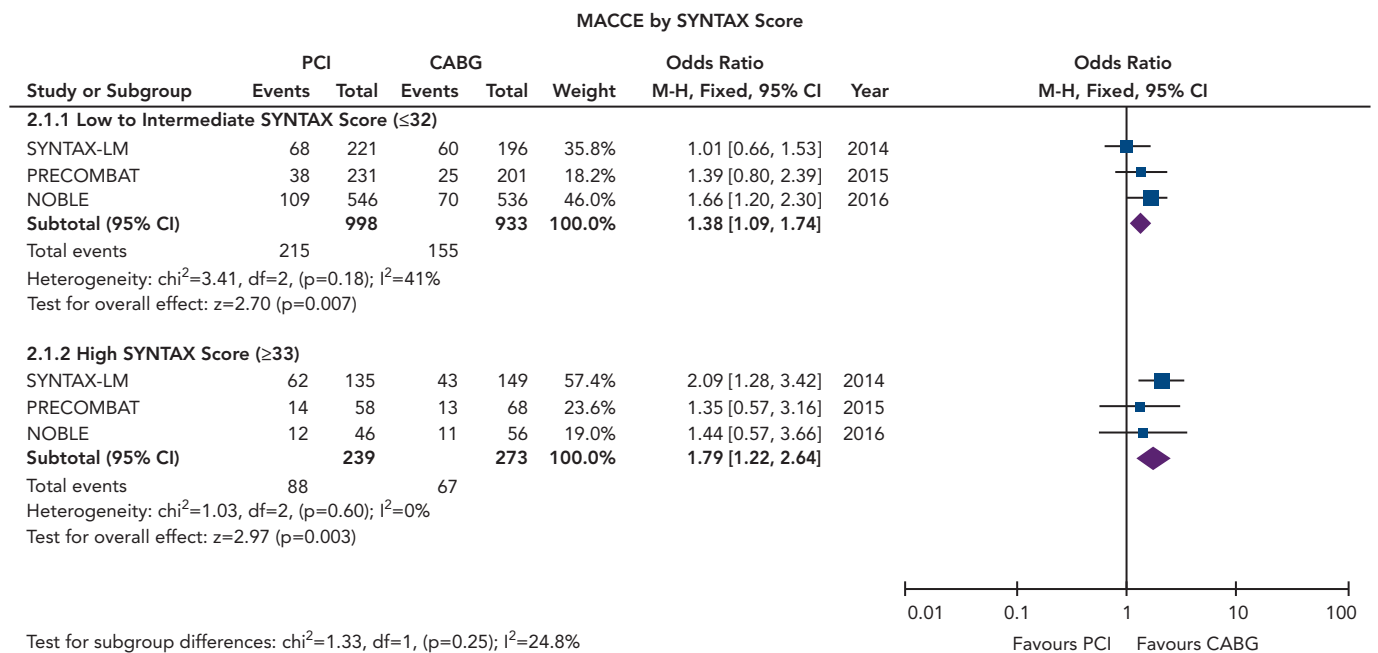 MACCE by SYNTAX Score
PCI CABG Odds Ratio Odds Ratio
Study or Subgroup Events Total Events Total Weight M-H, Fixed, 95% CI Year M-H, Fixed, 95% CI
2.1.1 Low to Intermediate SYNTAX Score (≤32)
SYNTAX-LM 68 221 60 196 35.8% 1.01 [0.66, 1.53] 2014
PRECOMBAT 38 231 25 201 18.2% 1.39 [0.80, 2.39] 2015
NOBLE 109 546 70 536 46.0% 1.66 [1.20, 2.30] 2016
Subtotal (95% CI) 998 933 100.0% 1.38 [1.09, 1.74]
Total events 215 155
Heterogeneity: chi²=3.41, df=2, (p=0.18); I²=41%
Test for overall effect: z=2.70 (p=0.007)
2.1.2 High SYNTAX Score (≥33)
SYNTAX-LM 62 135 43 149 57.4% 2.09 [1.28, 3.42] 2014
PRECOMBAT 14 58 13 68 23.6% 1.35 [0.57, 3.16] 2015
NOBLE 12 46 11 56 19.0% 1.44 [0.57, 3.66] 2016
Subtotal (95% CI) 239 273 100.0% 1.79 [1.22, 2.64]
Total events 88 67
Heterogeneity: chi²=1.03, df=2, (p=0.60); I²=0%
Test for overall effect: z=2.97 (p=0.003)
0.01 0.1 1 10 100
Test for subgroup differences: chi²=1.33, df=1, (p=0.25); I²=24.8% Favours PCI Favours CABG